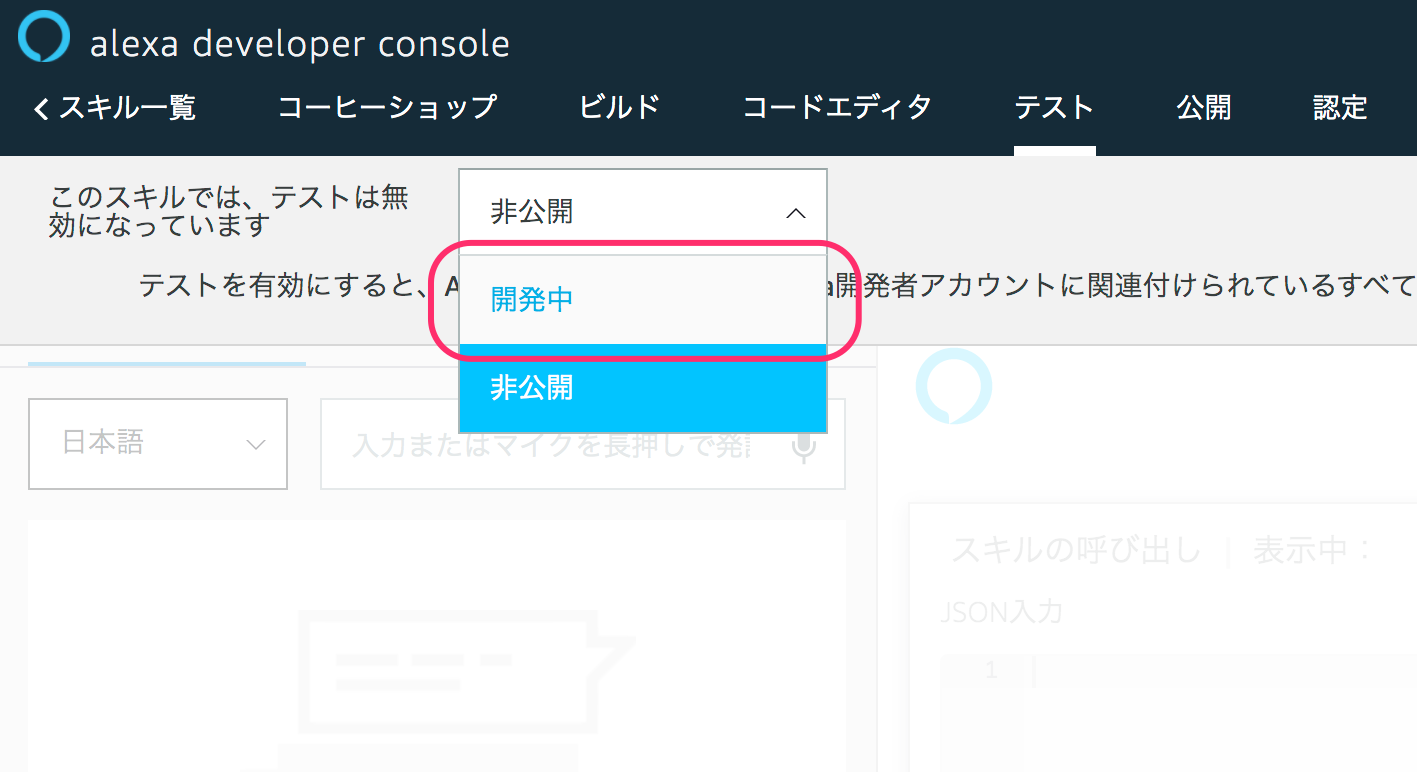 alexa developer console
スキル一覧 コーヒーショップ ビルド コードエディタ テスト 公開 認定
このスキルでは、テストは無
効になっています
非公開
テストを有効にすると、A
a開発者アカウントに関連付けられているすべて
開発中
非公開
日本語
入力またはマイクを長押しで発
スキルの呼び出し | 表示中：
JSON入力
1